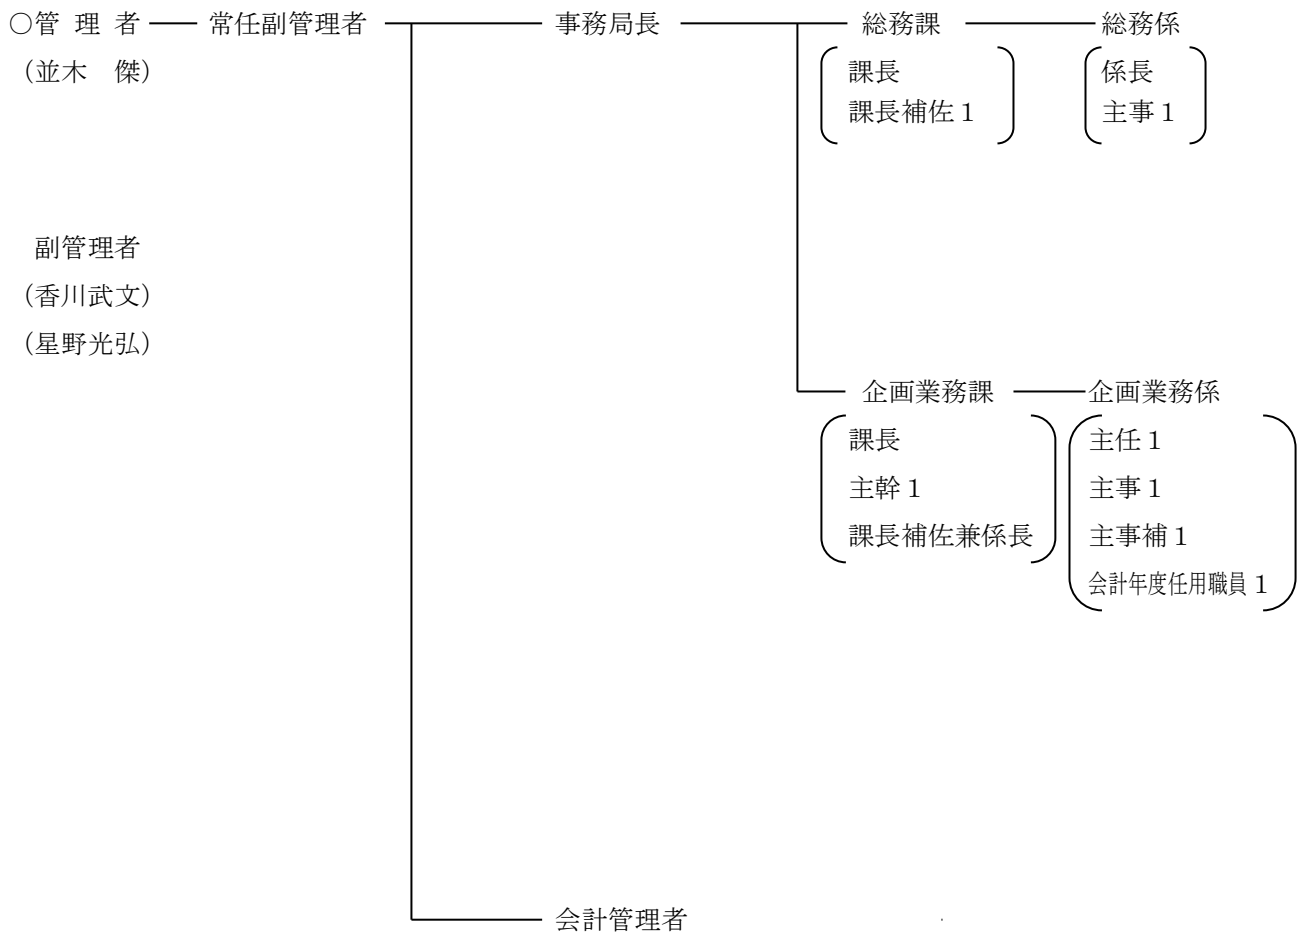 ○管 理 者 常任副管理者 事務局長 総務課 総務係
（並木　傑） 課長 係長
課長補佐１ 主事１
副管理者
（香川武文）
（星野光弘）
企画業務課 企画業務係
課長 主任１
主幹１ 主事１
課長補佐兼係長 主事補１
会計年度任用職員１
会計管理者